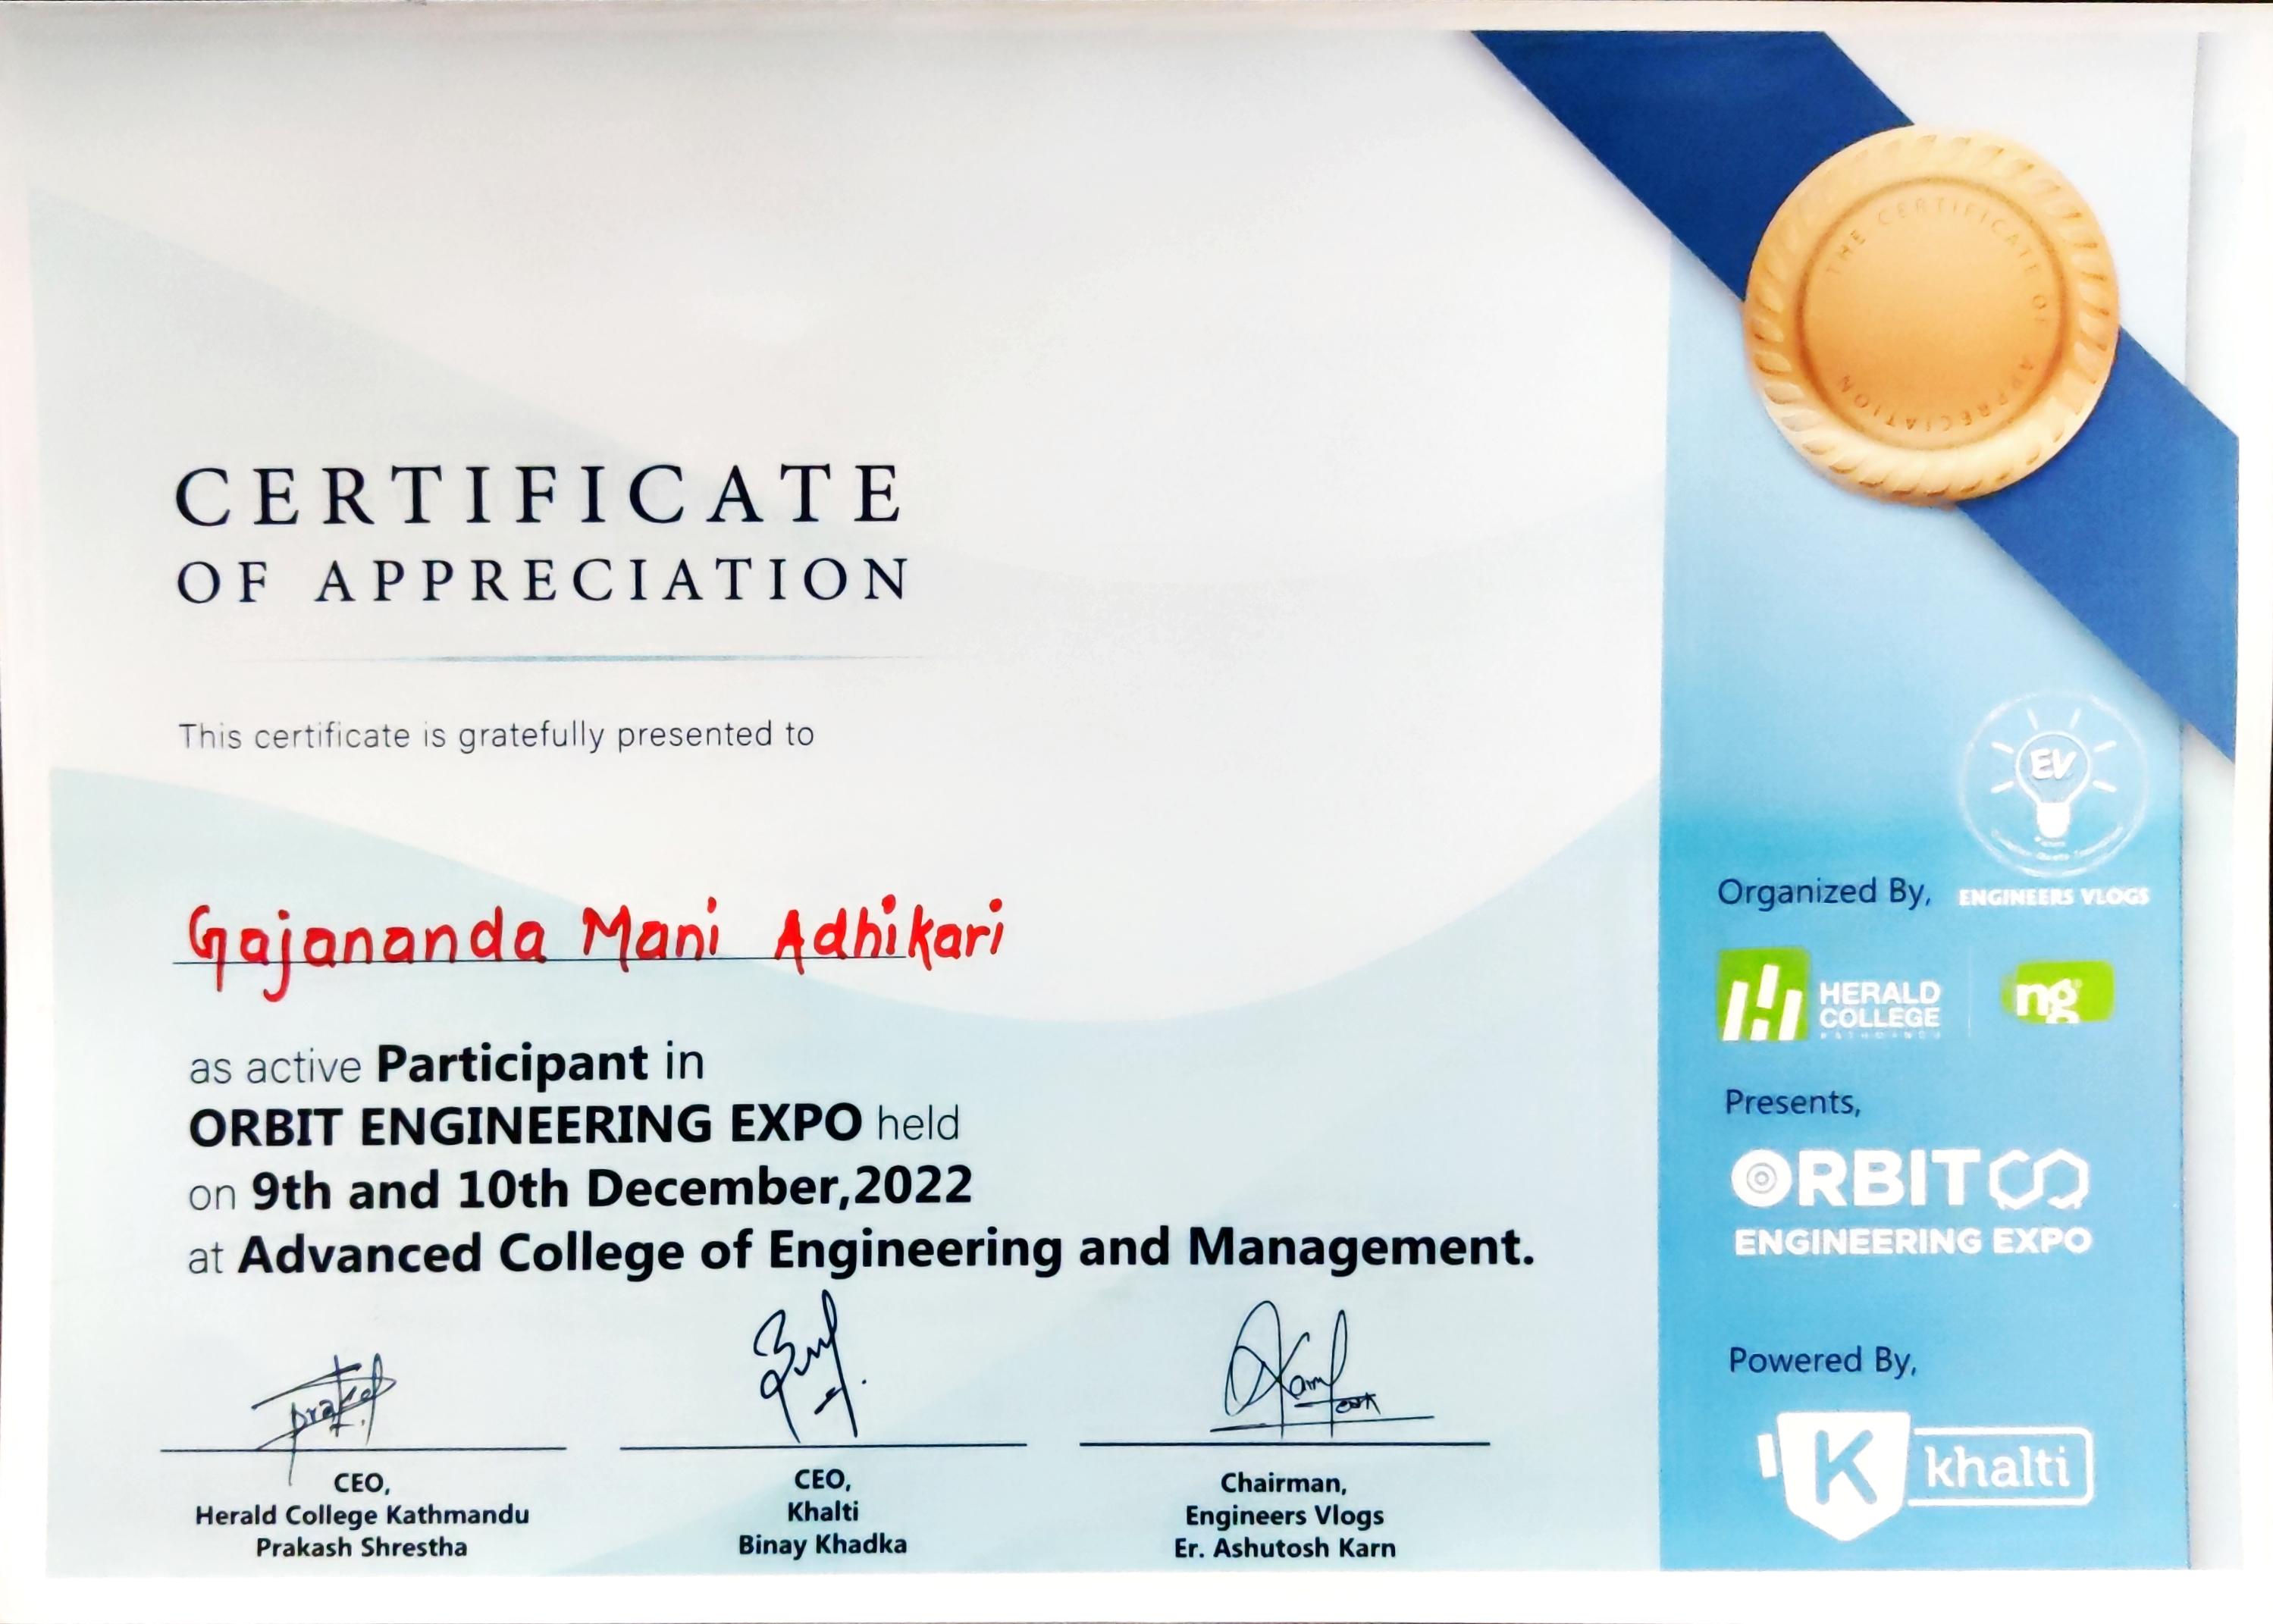 THE CERTIFICATE OF APPRECIATION
CERTIFICATE
OF APPRECIATION
This certificate is gratefully presented to
Gajananda Mani Adhikari
as active Participant in
ORBIT ENGINEERING EXPO held
on 9th and 10th December,2022
at Advanced College of Engineering and Management.
CEO,
Herald College Kathmandu
Prakash Shrestha
CEO,
Khalti
Binay Khadka
Chairman,
Engineers Vlogs
Er. Ashutosh Karn
EV
Organized By,
ENGINEERS VLOGS
HERALD
COLLEGE
KATHMANDU
ng
Presents,
ORBIT
ENGINEERING EXPO
Powered By,
K khalti